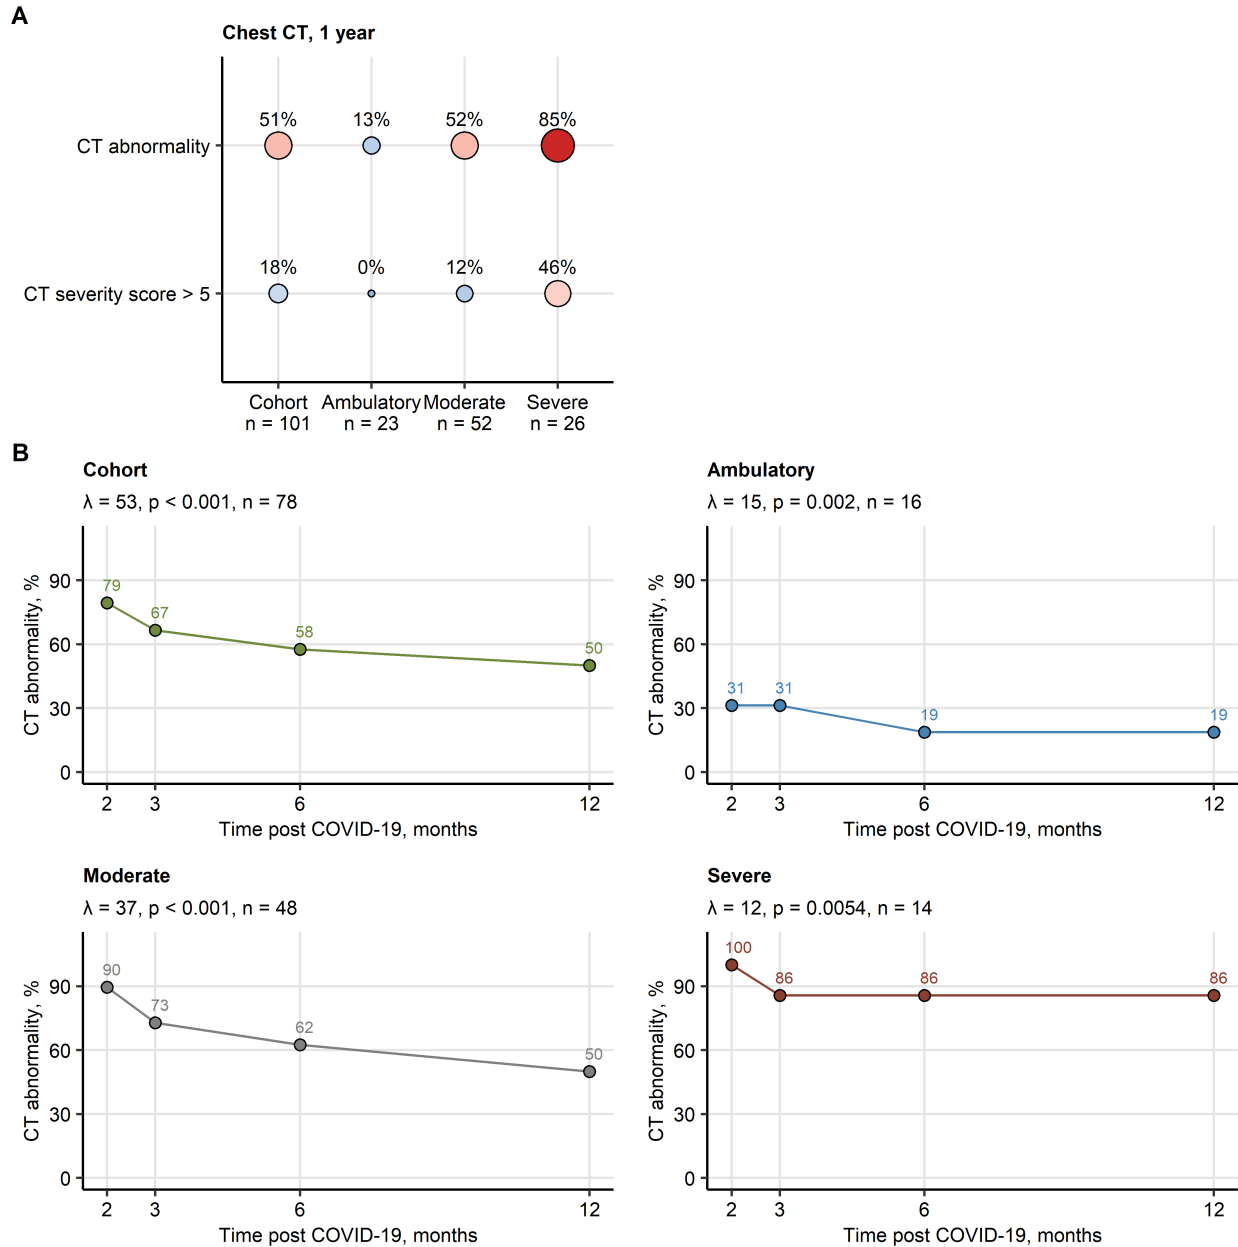 A
Chest CT, 1 year
51% 13% 52% 85%
CT abnormality
18% 0% 12% 46%
CT severity score > 5
Cohort Ambulatory Moderate Severe
n = 101 n = 23 n = 52 n = 26
B
Cohort
λ = 53, p < 0.001, n = 78
CT abnormality, %
90
60
30
0
79
67
58
50
2 3 6 12
Time post COVID-19, months
Ambulatory
λ = 15, p = 0.002, n = 16
CT abnormality, %
90
60
30
0
31
31
19
19
2 3 6 12
Time post COVID-19, months
Moderate
λ = 37, p < 0.001, n = 48
CT abnormality, %
90
60
30
0
90
73
62
50
2 3 6 12
Time post COVID-19, months
Severe
λ = 12, p = 0.0054, n = 14
CT abnormality, %
90
60
30
0
100
86
86
86
2 3 6 12
Time post COVID-19, months